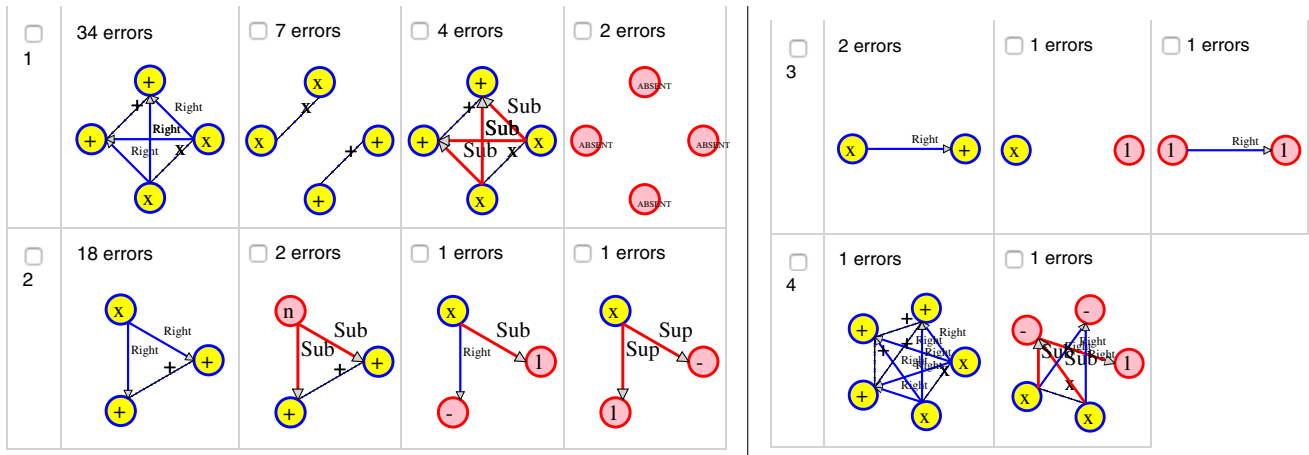 34 errors
7 errors
4 errors
2 errors
1
+
+
Right
Right
+
Right
x
x
x
x
x
x
+
+
+
+
+
Sub
Sub
+
Sub
x
x
x
ABSENT
ABSENT
ABSENT
ABSENT
18 errors
2 errors
1 errors
1 errors
2
x
Right
Right
+
+
+
n
Sub
Sub
+
+
+
x
Sub
Right
1
-
x
Sup
Sup
-
1
2 errors
1 errors
1 errors
3
x
Right
+
x
1
1
Right
1
1 errors
1 errors
4
+
+
+
Right
+
+
Right
Right
Right
x
x
+
Right
x
-
-
Right
Right
Sub
Sub
1
x
x
x